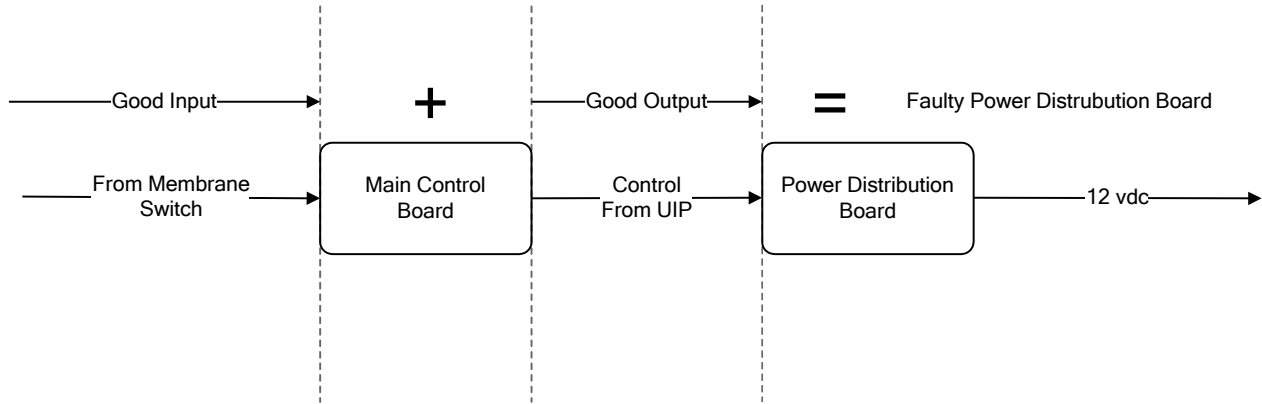 Good Input
+
Good Output
=
Faulty Power Distrubution Board
From Membrane
Switch
Main Control
Board
Control
From UIP
Power Distribution
Board
12 vdc